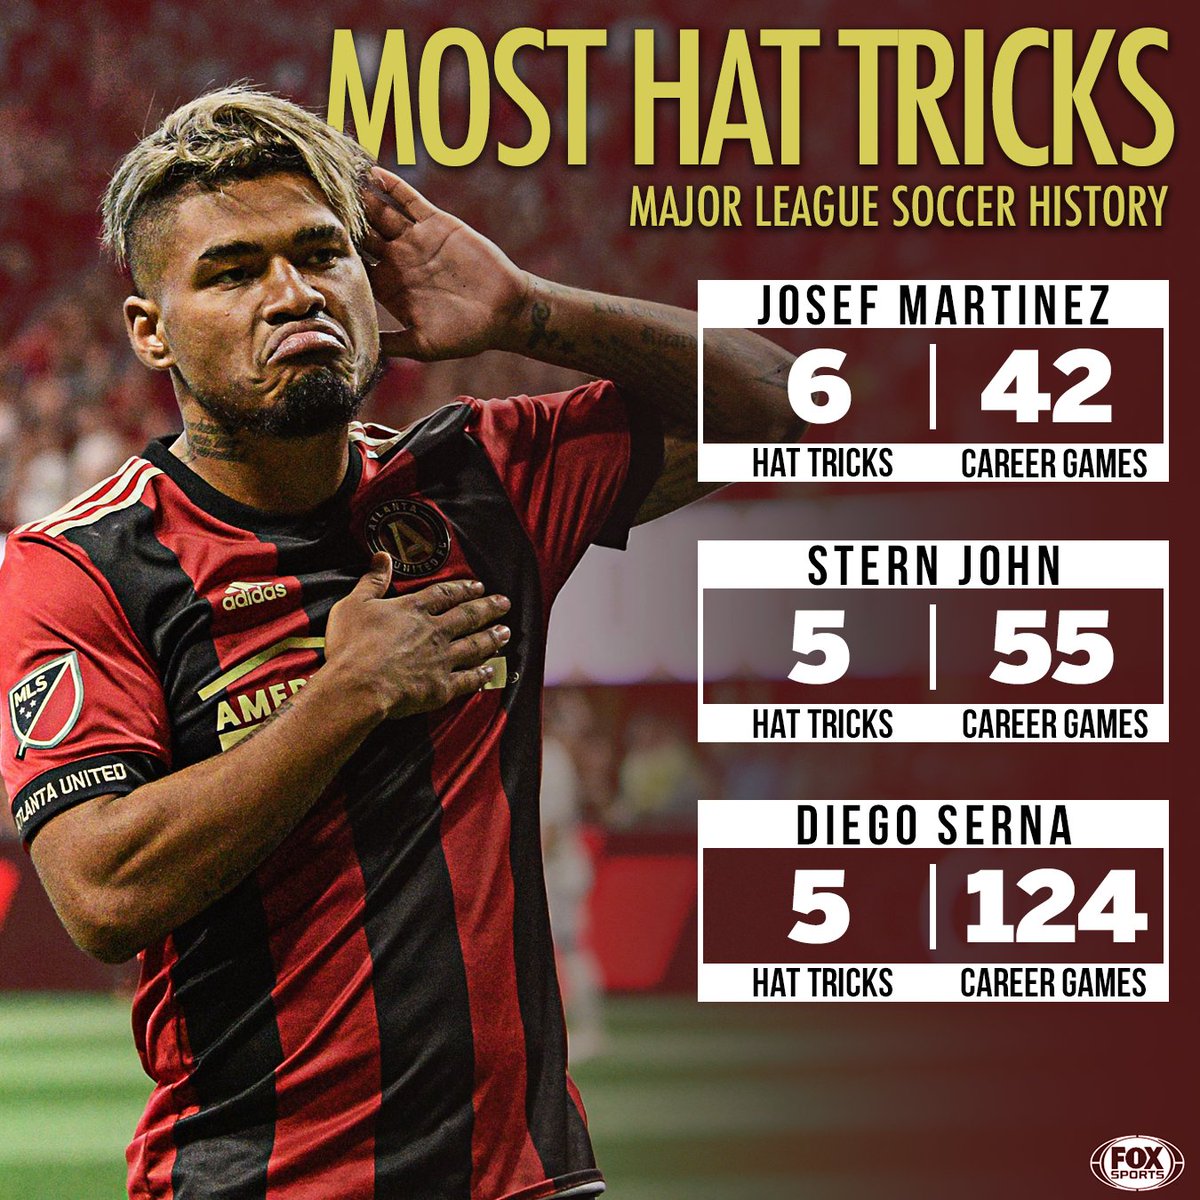 MOST HAT TRICKS
MAJOR LEAGUE SOCCER HISTORY
JOSEF MARTINEZ
6 42
HAT TRICKS CAREER GAMES
STERN JOHN
5 55
HAT TRICKS CAREER GAMES
DIEGO SERNA
5 124
HAT TRICKS CAREER GAMES
ATLANTA
A
UNITED FC
adidas
AMER
MLS
ATLANTA UNITED
FOX
SPORTS